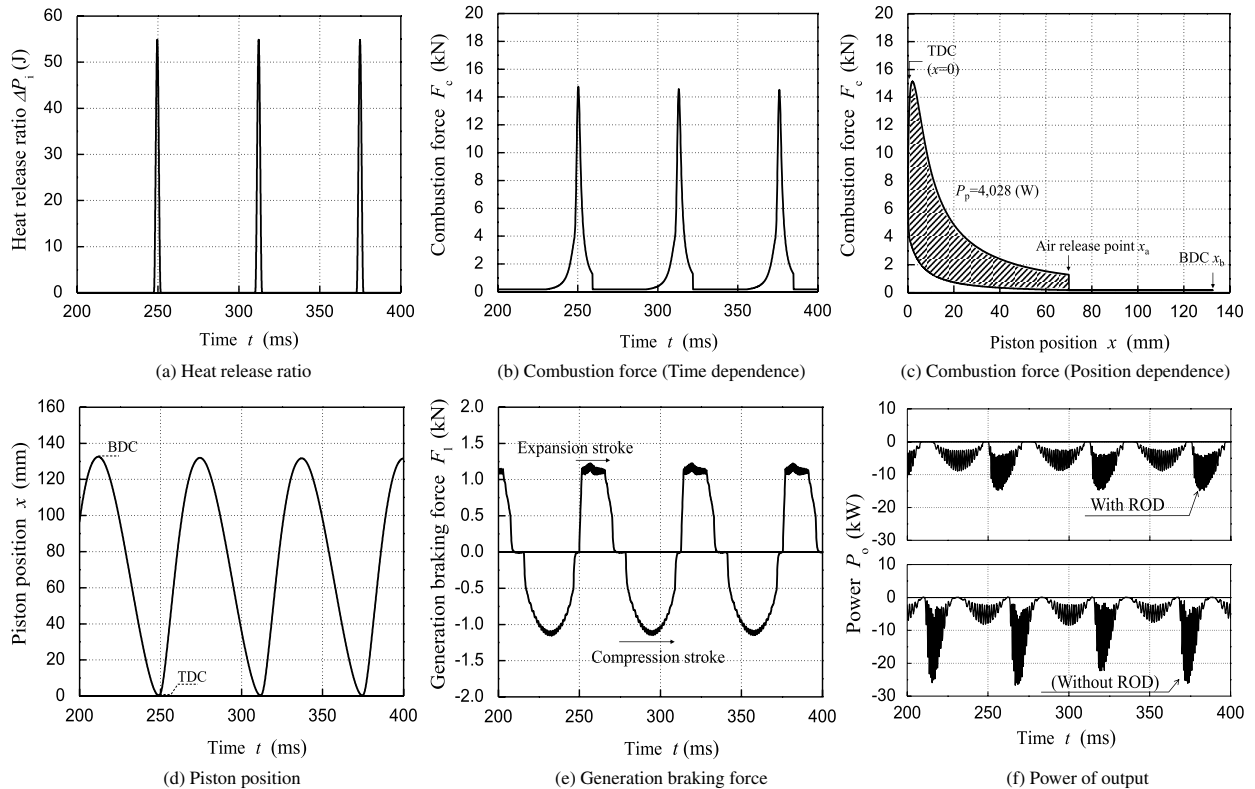 60
50
40
30
20
10
0
Heat release ratio ΔPi (J)
200 250 300 350 400
Time t (ms)
(a) Heat release ratio
20
18
16
14
12
10
8
6
4
2
0
Combustion force Fc (kN)
200 250 300 350 400
Time t (ms)
(b) Combustion force (Time dependence)
20
18
16
14
12
10
8
6
4
2
0
Combustion force Fc (kN)
TDC
(x=0)
Pp=4,028 (W)
Air release point xa
BDC xb
0 20 40 60 80 100 120 140
Piston position x (mm)
(c) Combustion force (Position dependence)
160
140
120
100
80
60
40
20
0
Piston position x (mm)
BDC
TDC
200 250 300 350 400
Time t (ms)
(d) Piston position
2.0
1.5
1.0
0.5
0.0
-0.5
-1.0
-1.5
-2.0
Generation braking force Fl (kN)
Expansion stroke
Compression stroke
200 250 300 350 400
Time t (ms)
(e) Generation braking force
10
0
-10
-20
-30
With ROD
Power Po (kW)
10
0
-10
-20
-30
(Without ROD)
200 250 300 350 400
Time t (ms)
(f) Power of output